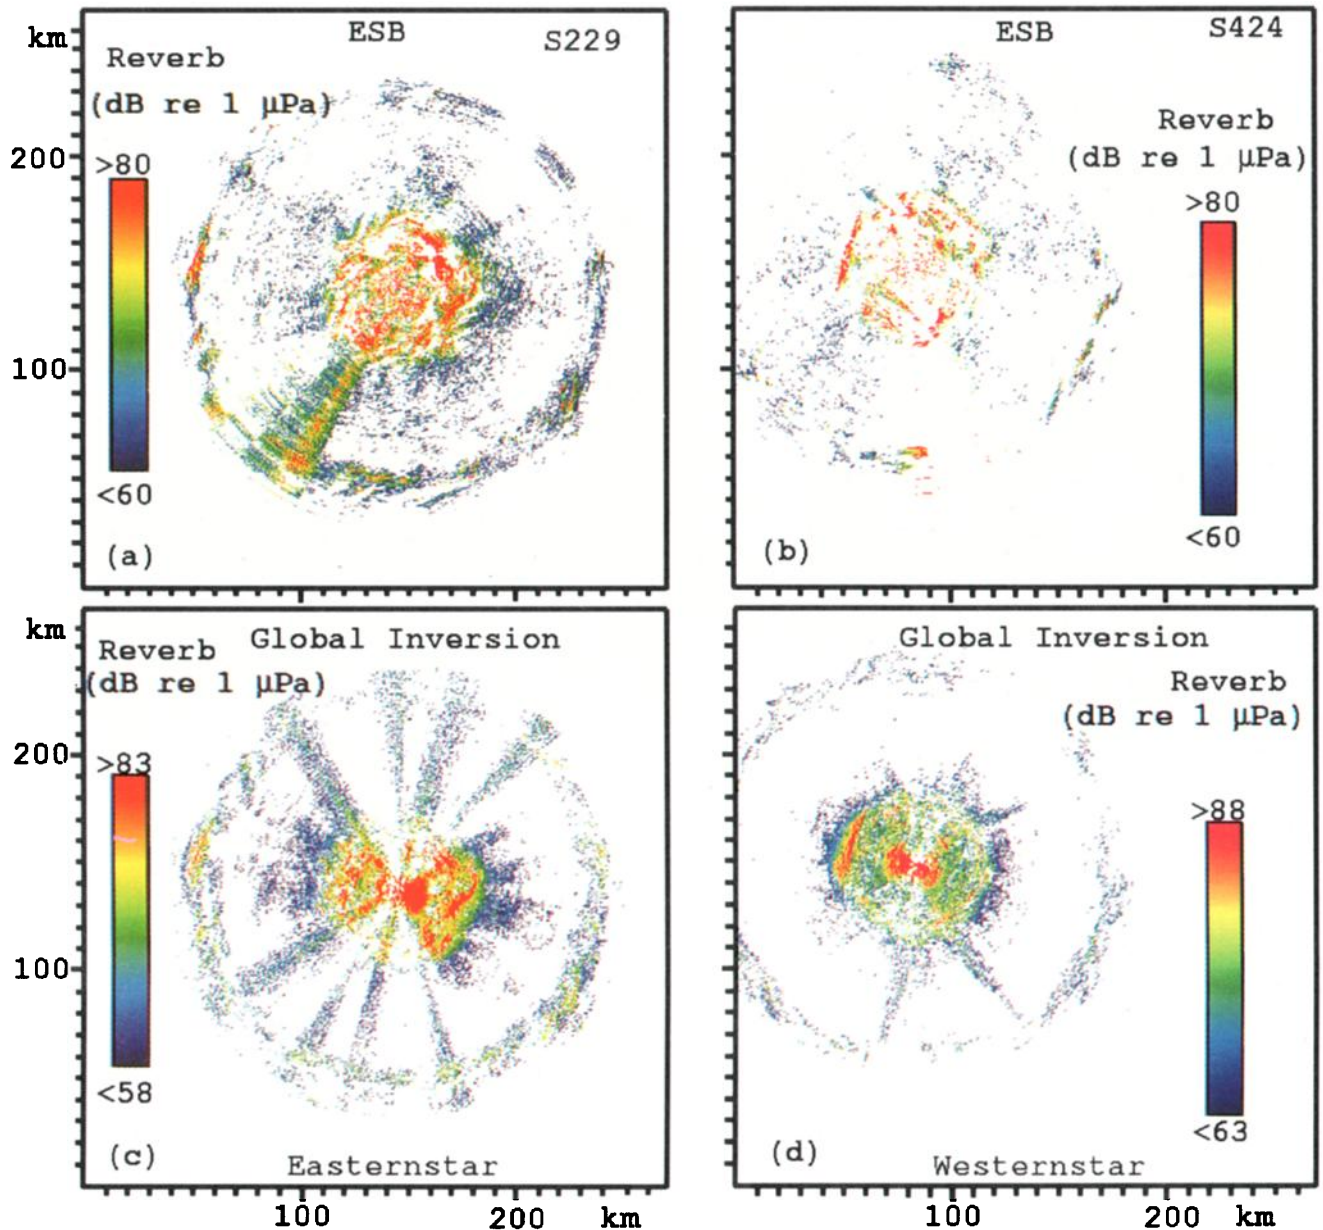 km
ESB
S229
Reverb
(dB re 1 µPa)
200
>80
100
<60
(a)
ESB
S424
Reverb
(dB re 1 µPa)
>80
<60
(b)
km
Global Inversion
Reverb
(dB re 1 µPa)
200
>83
100
<58
(c)
Easternstar
100
200
km
Global Inversion
Reverb
(dB re 1 µPa)
>88
<63
(d)
Westernstar
100
200
km